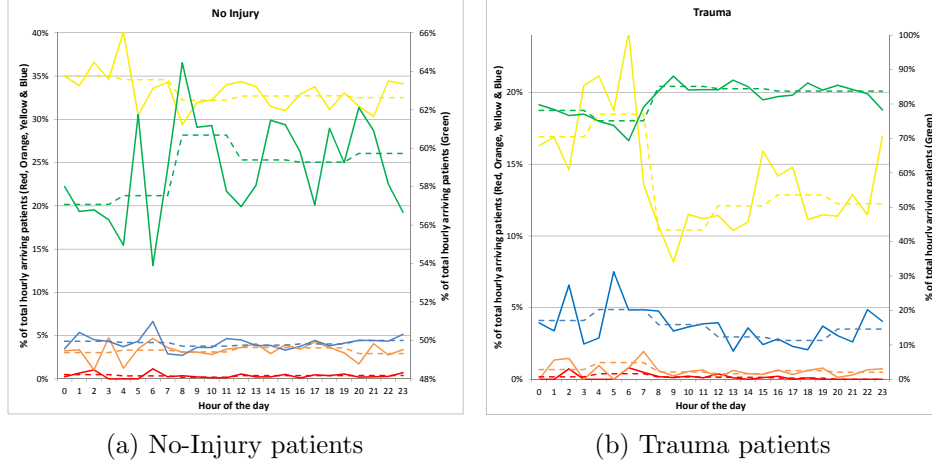 No Injury
40%
35%
30%
25%
20%
15%
10%
5%
0%
% of total hourly arriving patients (Red, Orange, Yellow & Blue)
66%
64%
62%
60%
58%
56%
54%
52%
50%
48%
% of total hourly arriving patients (Green)
0 1 2 3 4 5 6 7 8 9 10 11 12 13 14 15 16 17 18 19 20 21 22 23
Hour of the day
(a) No-Injury patients
Trauma
20%
15%
10%
5%
0%
% of total hourly arriving patients (Red, Orange, Yellow & Blue)
100%
90%
80%
70%
60%
50%
40%
30%
20%
10%
0%
% of total hourly arriving patients (Green)
0 1 2 3 4 5 6 7 8 9 10 11 12 13 14 15 16 17 18 19 20 21 22 23
Hour of the day
(b) Trauma patients